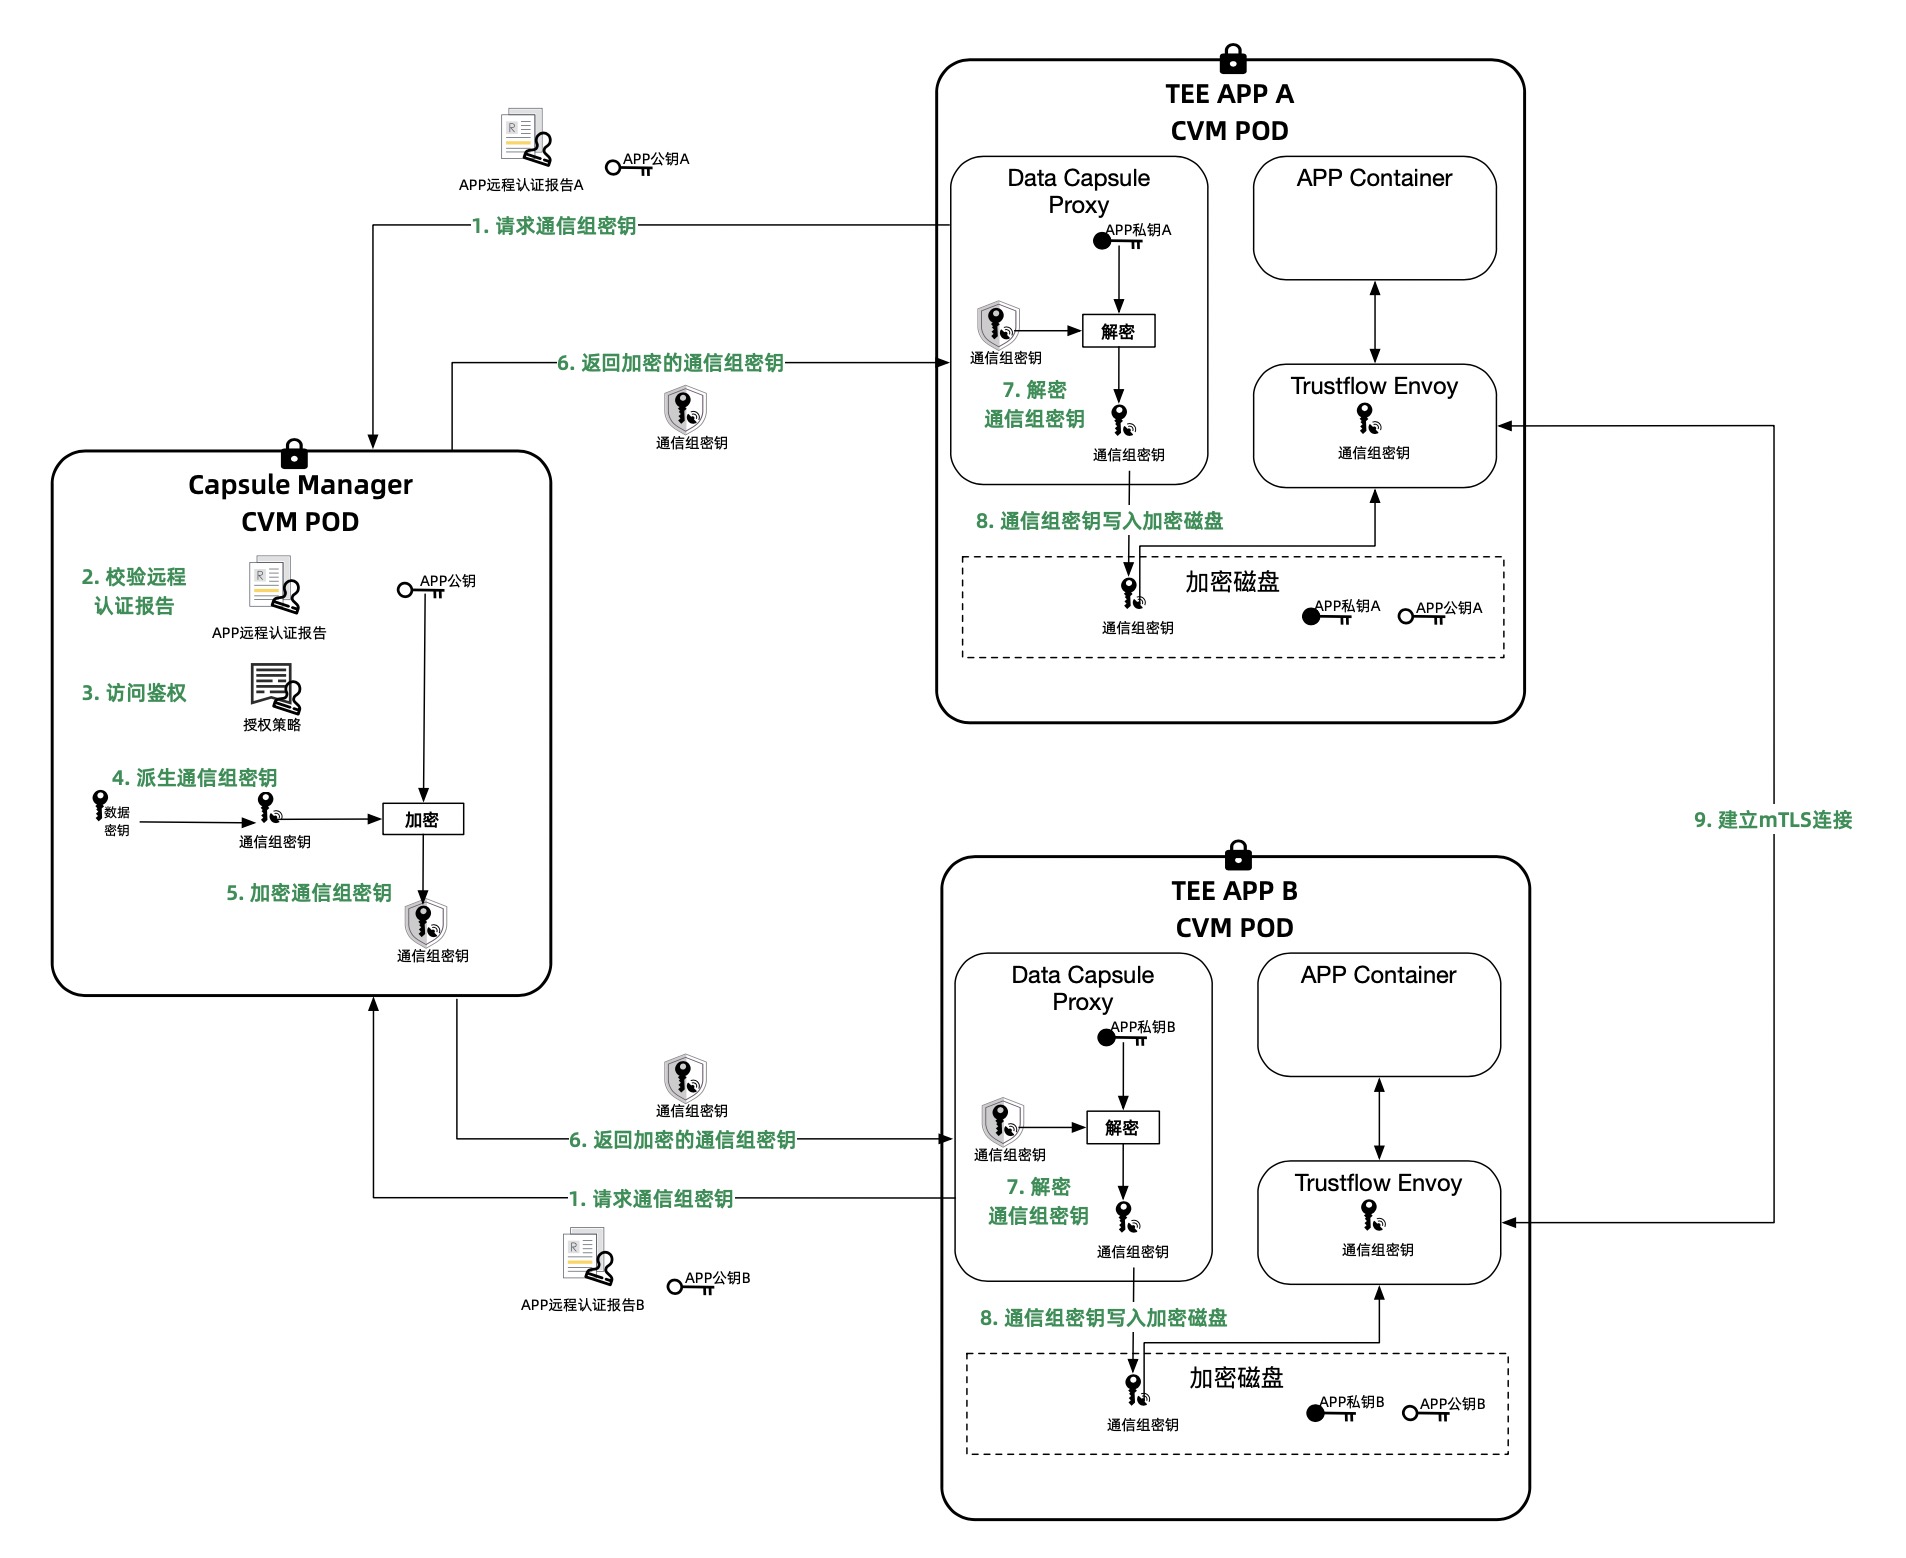 APP远程认证报告A
APP公钥A
1. 请求通信组密钥
6. 返回加密的通信组密钥
通信组密钥
Capsule Manager
CVM POD
2. 校验远程
认证报告
R
APP远程认证报告
APP公钥
3. 访问鉴权
授权策略
4. 派生通信组密钥
数据
密钥
通信组密钥
加密
5. 加密通信组密钥
通信组密钥
通信组密钥
6. 返回加密的通信组密钥
1. 请求通信组密钥
R
APP远程认证报告B
APP公钥B
TEE APP A
CVM POD
Data Capsule
Proxy
APP私钥A
解密
通信组密钥
7. 解密
通信组密钥
通信组密钥
APP Container
Trustflow Envoy
通信组密钥
8. 通信组密钥写入加密磁盘
加密磁盘
通信组密钥
APP私钥A
APP公钥A
9. 建立mTLS连接
TEE APP B
CVM POD
Data Capsule
Proxy
APP私钥B
解密
通信组密钥
7. 解密
通信组密钥
通信组密钥
APP Container
Trustflow Envoy
通信组密钥
8. 通信组密钥写入加密磁盘
加密磁盘
通信组密钥
APP私钥B
APP公钥B
R